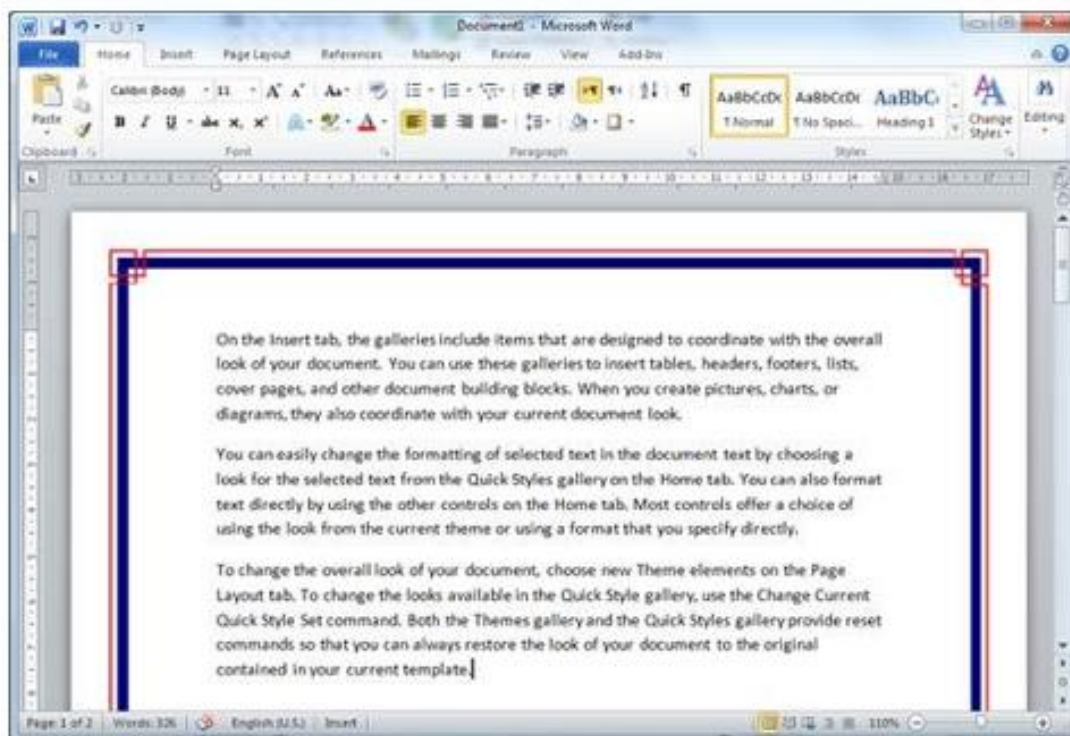 Document1 - Microsoft Word
File Home Insert Page Layout References Mailings Review View Add-Ins
Calibri (Body) 11 A A Aa
AaBbCcDc AaBbCcDc AaBbC
Paste B I U abc x, x A ¶ Normal ¶ No Spaci... Heading 1 Change Styles Editing
Clipboard Font Paragraph Styles
On the Insert tab, the galleries include items that are designed to coordinate with the overall
look of your document. You can use these galleries to insert tables, headers, footers, lists,
cover pages, and other document building blocks. When you create pictures, charts, or
diagrams, they also coordinate with your current document look.
You can easily change the formatting of selected text in the document text by choosing a
look for the selected text from the Quick Styles gallery on the Home tab. You can also format
text directly by using the other controls on the Home tab. Most controls offer a choice of
using the look from the current theme or using a format that you specify directly.
To change the overall look of your document, choose new Theme elements on the Page
Layout tab. To change the looks available in the Quick Style gallery, use the Change Current
Quick Style Set command. Both the Themes gallery and the Quick Styles gallery provide reset
commands so that you can always restore the look of your document to the original
contained in your current template.
Page: 1 of 2 Words: 326 English (U.S.) Insert 110%